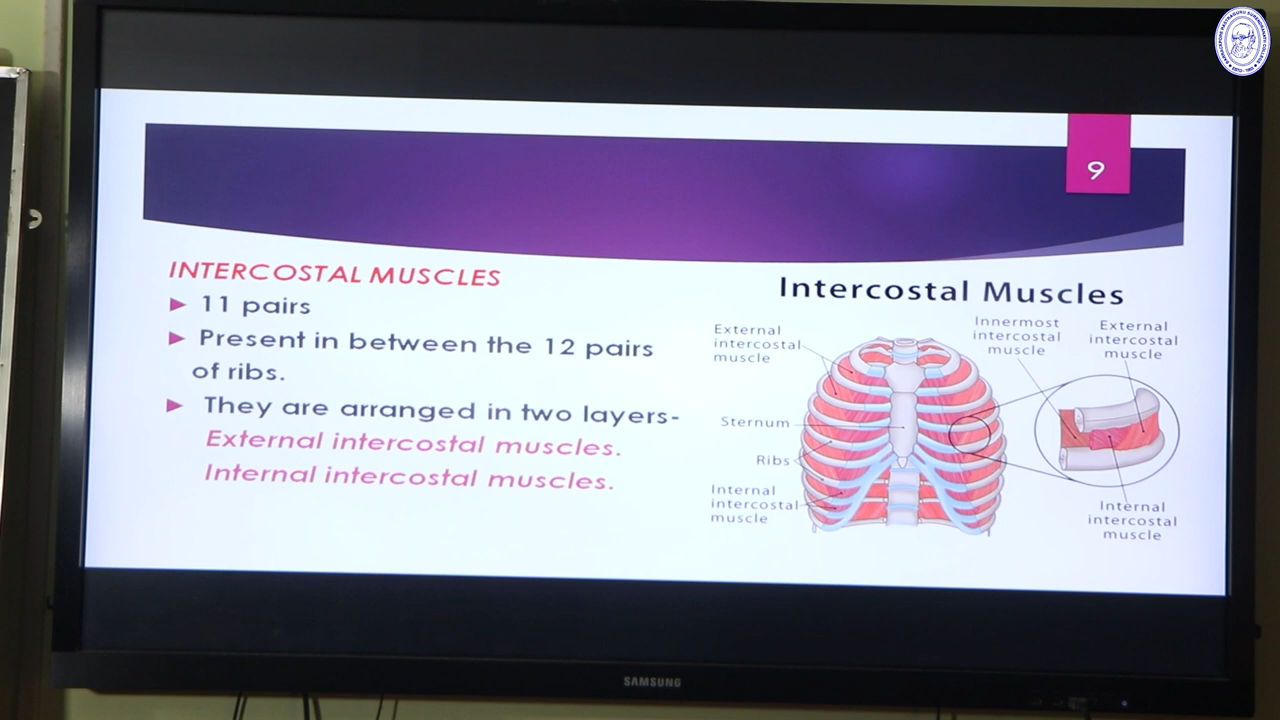 9
INTERCOSTAL MUSCLES
11 pairs
Present in between the 12 pairs
of ribs.
They are arranged in two layers-
External intercostal muscles.
Internal intercostal muscles.
Intercostal Muscles
External
intercostal
muscle
Innermost
intercostal
muscle
External
intercostal
muscle
Sternum
Ribs
Internal
intercostal
muscle
Internal
intercostal
muscle
SAMSUNG